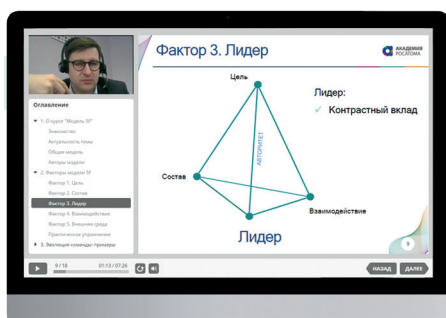 Фактор 3. Лидер
АКАДЕМИЯ
РОСАТОМА
Оглавление
1. О курсе "Модель 5F"
Знакомство
Актуальность темы
Общая модель
Авторы модели
2. Факторы модели 5F
Фактор 1. Цель
Фактор 2. Состав
Фактор 3. Лидер
Фактор 4. Взаимодействие
Фактор 5. Внешняя среда
Практическое упражнение
3. Эволюция команды: примеры
Цель
АВТОРИТЕТ
Состав
Взаимодействие
Лидер
Лидер:
✓ Контрастный вклад
9
9 / 18
01:13 / 07:26
НАЗАД
ДАЛЕЕ